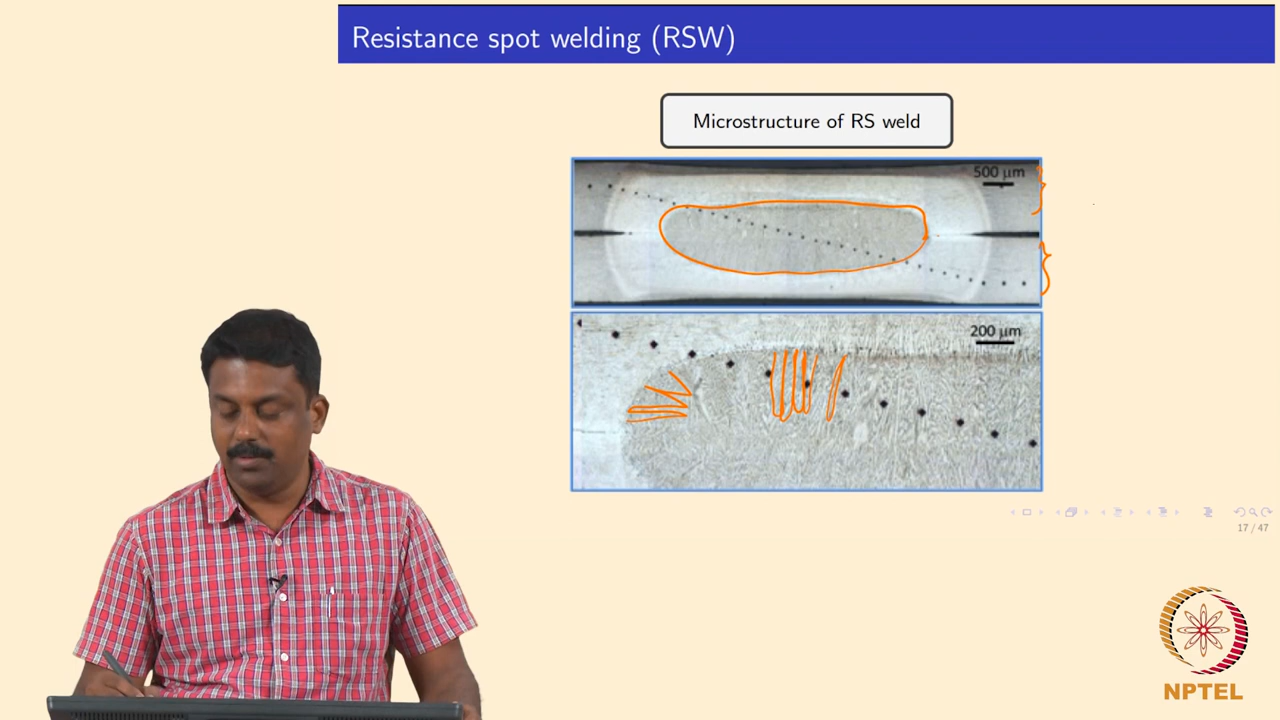 Resistance spot welding (RSW)
Microstructure of RS weld
500 μm
200 μm
17 / 47
NPTEL